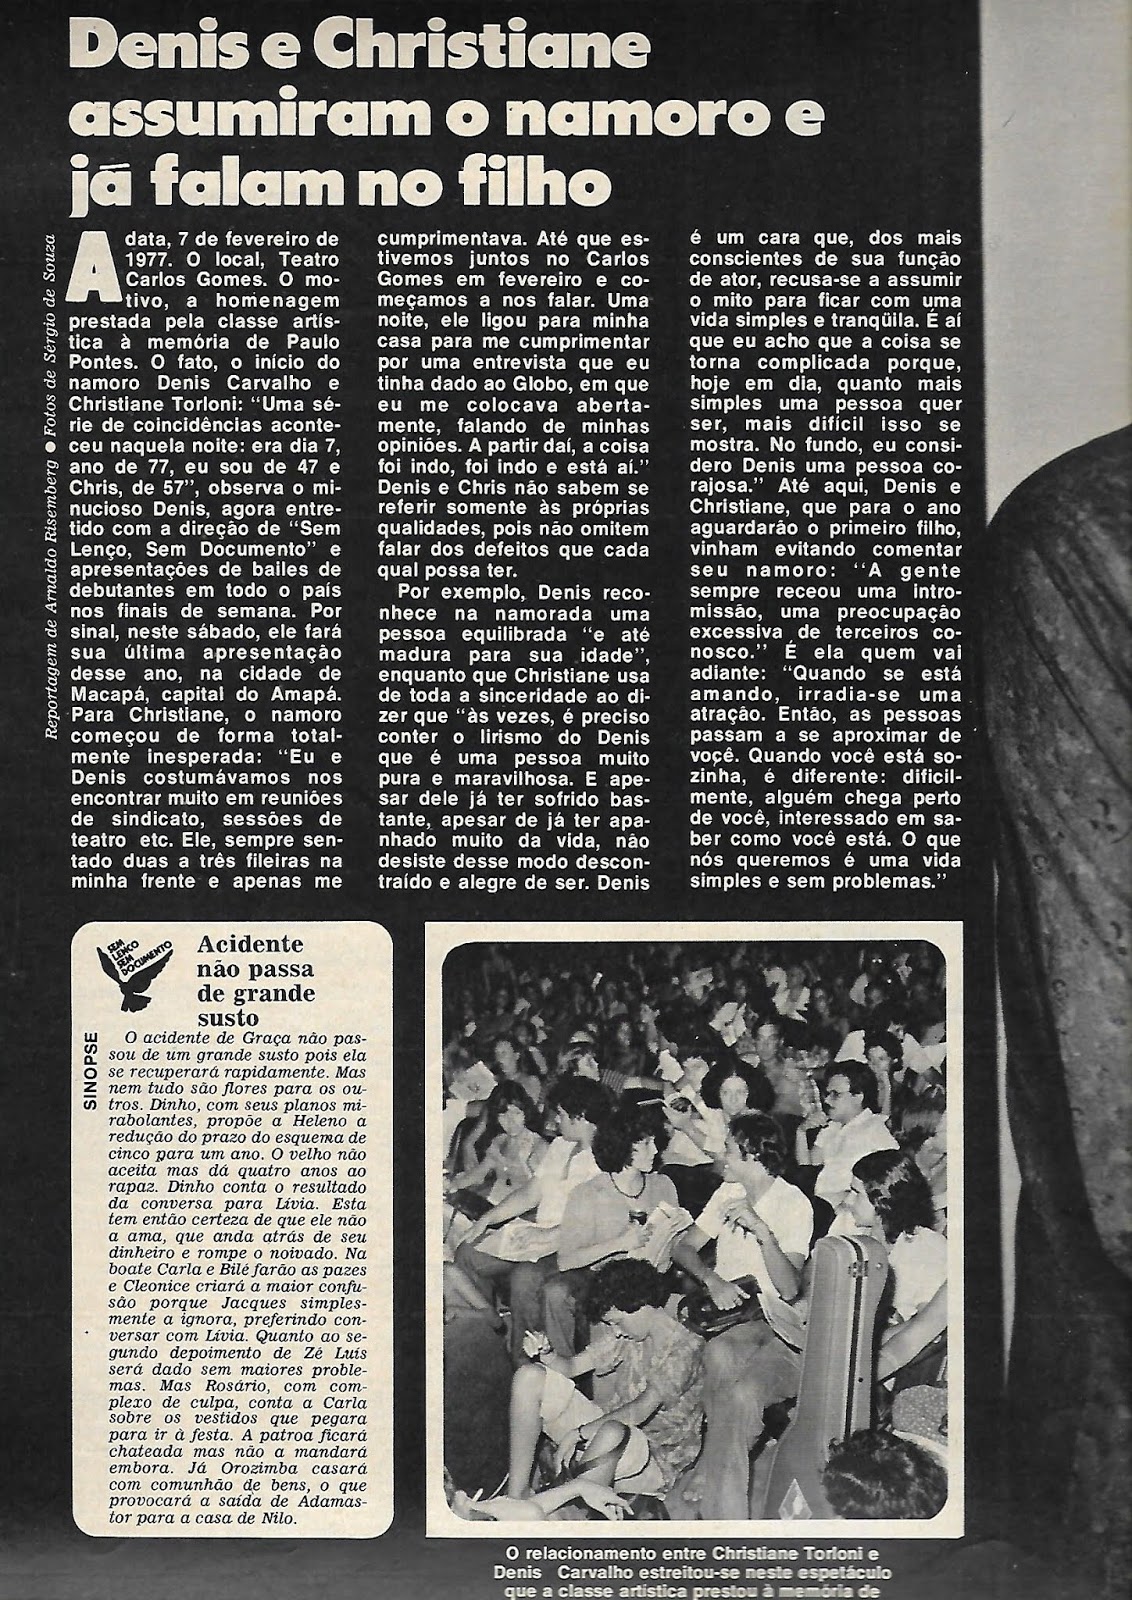 Denis e Christiane
assumiram o namoro e
já falam no filho
Reportagem de Arnaldo Risemberg ● Fotos de Sérgio de Souza
A data, 7 de fevereiro de
1977. O local, Teatro
Carlos Gomes. O mo-
tivo, a homenagem
prestada pela classe artís-
tica à memória de Paulo
Pontes. O fato, o início do
namoro Denis Carvalho e
Christiane Torloni: “Uma sé-
rie de coincidências aconte-
ceu naquela noite: era dia 7,
ano de 77, eu sou de 47 e
Chris, de 57”, observa o mi-
nucioso Denis, agora entre-
tido com a direção de “Sem
Lenço, Sem Documento” e
apresentações de bailes de
debutantes em todo o país
nos finais de semana. Por
sinal, neste sábado, ele fará
sua última apresentação
desse ano, na cidade de
Macapá, capital do Amapá.
Para Christiane, o namoro
começou de forma total-
mente inesperada: “Eu e
Denis costumávamos nos
encontrar muito em reuniões
de sindicato, sessões de
teatro etc. Ele, sempre sen-
tado duas a três fileiras na
minha frente e apenas me
cumprimentava. Até que es-
tivemos juntos no Carlos
Gomes em fevereiro e co-
meçamos a nos falar. Uma
noite, ele ligou para minha
casa para me cumprimentar
por uma entrevista que eu
tinha dado ao Globo, em que
eu me colocava aberta-
mente, falando de minhas
opiniões. A partir daí, a coisa
foi indo, foi indo e está aí.”
Denis e Chris não sabem se
referir somente às próprias
qualidades, pois não omitem
falar dos defeitos que cada
qual possa ter.
Por exemplo, Denis reco-
nhece na namorada uma
pessoa equilibrada “e até
madura para sua idade”,
enquanto que Christiane usa
de toda a sinceridade ao di-
zer que “às vezes, é preciso
conter o lirismo do Denis
que é uma pessoa muito
pura e maravilhosa. E ape-
sar dele já ter sofrido bas-
tante, apesar de já ter apa-
nhado muito da vida, não
desiste desse modo descon-
traído e alegre de ser. Denis
é um cara que, dos mais
conscientes de sua função
de ator, recusa-se a assumir
o mito para ficar com uma
vida simples e tranqüila. É aí
que eu acho que a coisa se
torna complicada porque,
hoje em dia, quanto mais
simples uma pessoa quer
ser, mais difícil isso se
mostra. No fundo, eu consi-
dero Denis uma pessoa co-
rajosa.” Até aqui, Denis e
Christiane, que para o ano
aguardarão o primeiro filho,
vinham evitando comentar
seu namoro: “A gente
sempre receou uma intro-
missão, uma preocupação
excessiva de terceiros co-
nosco.” É ela quem vai
adiante: “Quando se está
amando, irradia-se uma
atração. Então, as pessoas
passam a se aproximar de
você. Quando você está so-
zinha, é diferente: dificil-
mente, alguém chega perto
de você, interessado em sa-
ber como você está. O que
nós queremos é uma vida
simples e sem problemas.”
SEM
LENÇO
SEM
DOCUMENTO
Acidente
não passa
de grande
susto
SINOPSE
O acidente de Graça não pas-
sou de um grande susto pois ela
se recuperará rapidamente. Mas
nem tudo são flores para os ou-
tros. Dinho, com seus planos mi-
rabolantes, propõe a Heleno a
redução do prazo do esquema de
cinco para um ano. O velho não
aceita mas dá quatro anos ao
rapaz. Dinho conta o resultado
da conversa para Lívia. Esta
tem então certeza de que ele não
a ama, que anda atrás de seu
dinheiro e rompe o noivado. Na
boate Carla e Bilé farão as pazes
e Cleonice criará a maior confu-
são porque Jacques simples-
mente a ignora, preferindo con-
versar com Lívia. Quanto ao se-
gundo depoimento de Zé Luís
será dado sem maiores proble-
mas. Mas Rosário, com com-
plexo de culpa, conta a Carla
sobre os vestidos que pegara
para ir à festa. A patroa ficará
chateada mas não a mandará
embora. Já Orozimba casará
com comunhão de bens, o que
provocará a saída de Adamas-
tor para a casa de Nilo.
O relacionamento entre Christiane Torloni e
Denis Carvalho estreitou-se neste espetáculo
que a classe artística prestou à memória de